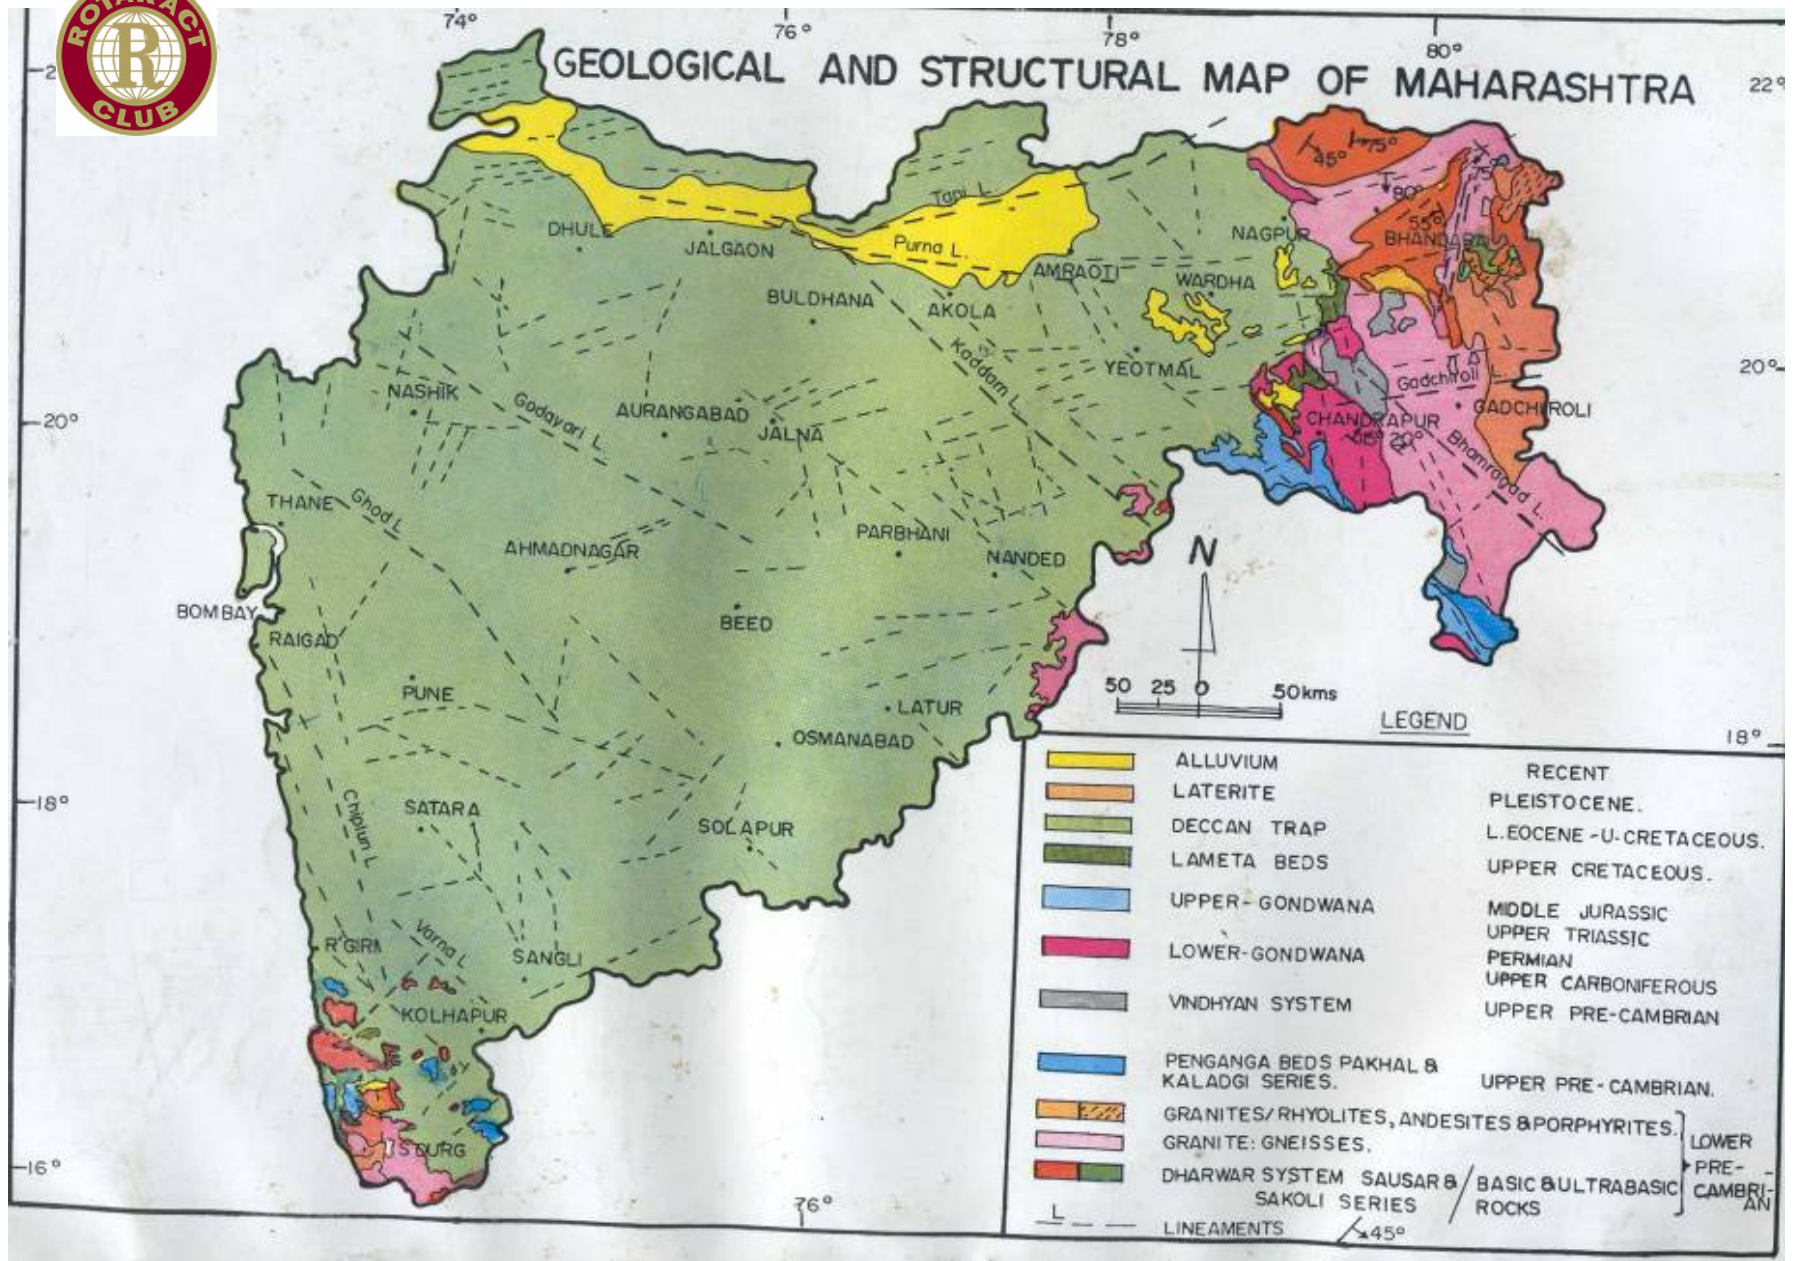 ROTARACT
R
CLUB
74°
76°
78°
80°
GEOLOGICAL AND STRUCTURAL MAP OF MAHARASHTRA
22°
45°
75°
80°
Tapi L.
55°
DHULE
JALGAON
Purna L.
NAGPUR
BHANDARA
AMRAOTI
WARDHA
BULDHANA
AKOLA
Kaddam L.
YEOTMAL
20°
NASHIK
L
Godavari L.
AURANGABAD
JALNA
Gadchiroli L
GADCHIROLI
CHANDRAPUR
20°
20°
Bhamragad L.
THANE
Ghod L.
AHMADNAGAR
PARBHANI
NANDED
N
BOMBAY
RAIGAD
BEED
PUNE
LATUR
OSMANABAD
50 25 0 50kms
LEGEND
18°
18°
Chiplun L
SATARA
SOLAPUR
R'GIRI
Varna L
SANGLI
KOLHAPUR
S'DURG
16°
76°
ALLUVIUM RECENT
LATERITE PLEISTOCENE.
DECCAN TRAP L.EOCENE-U-CRETACEOUS.
LAMETA BEDS UPPER CRETACEOUS.
UPPER-GONDWANA MIDDLE JURASSIC
UPPER TRIASSIC
LOWER-GONDWANA PERMIAN
UPPER CARBONIFEROUS
VINDHYAN SYSTEM UPPER PRE-CAMBRIAN
PENGANGA BEDS PAKHAL &
KALADGI SERIES. UPPER PRE-CAMBRIAN.
GRANITES/RHYOLITES, ANDESITES & PORPHYRITES.
GRANITE: GNEISSES.
DHARWAR SYSTEM SAUSAR & / BASIC & ULTRABASIC
SAKOLI SERIES ROCKS
LOWER
PRE-
CAMBRI-
AN
L
LINEAMENTS 45°